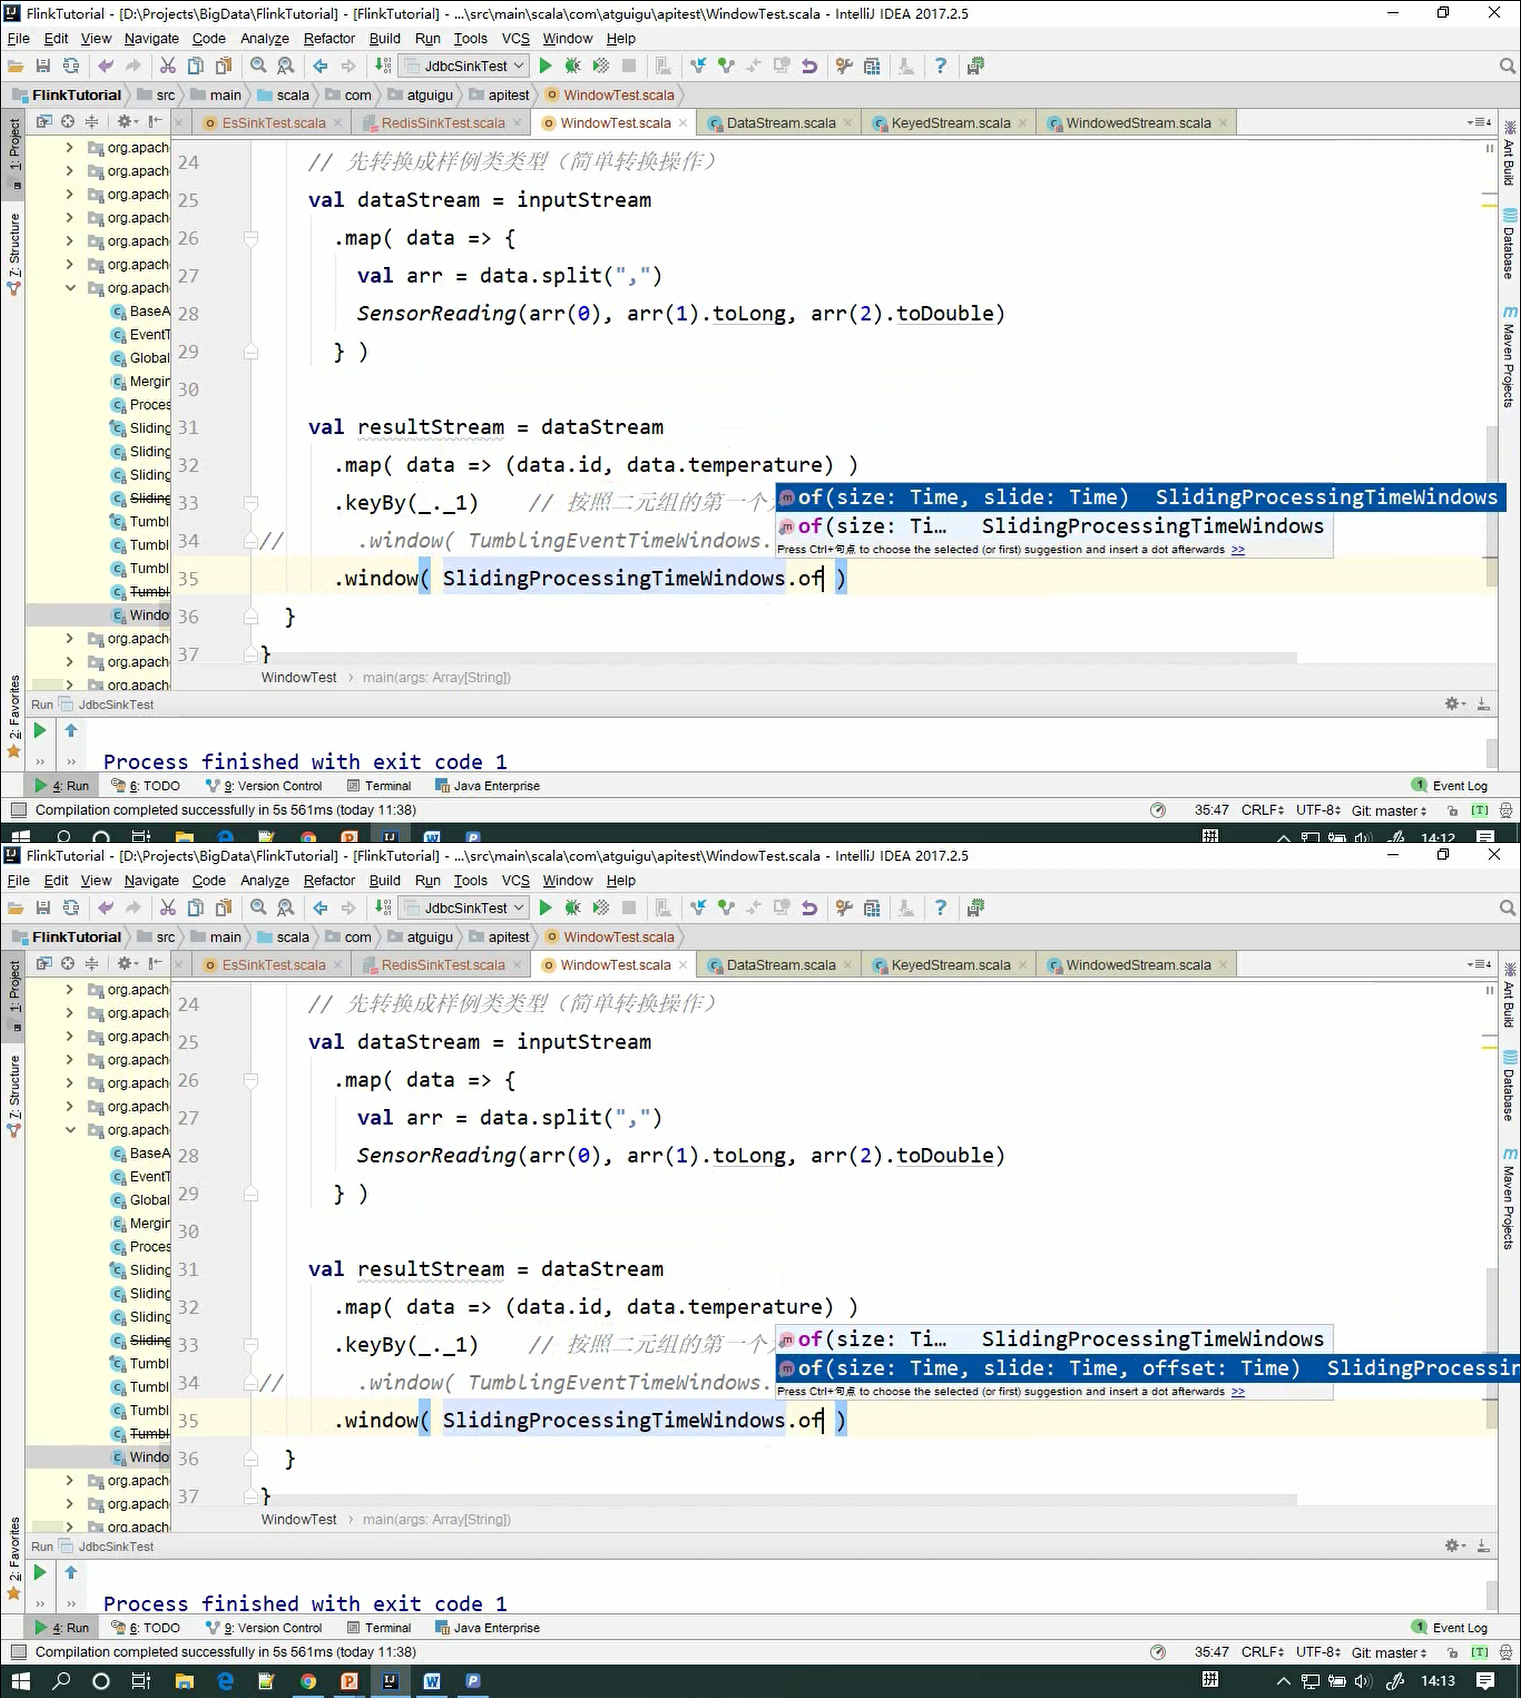 FlinkTutorial - [D:\Projects\BigData\FlinkTutorial] - [FlinkTutorial] - ...\src\main\scala\com\atguigu\apitest\WindowTest.scala - IntelliJ IDEA 2017.2.5
File Edit View Navigate Code Analyze Refactor Build Run Tools VCS Window Help
JdbcSinkTest
FlinkTutorial src main scala com atguigu apitest WindowTest.scala
EsSinkTest.scala RedisSinkTest.scala WindowTest.scala DataStream.scala KeyedStream.scala WindowedStream.scala
1: Project
7: Structure
2: Favorites
Ant Build
Database
Maven Projects
org.apach
org.apach
org.apach
org.apach
org.apach
org.apach
org.apach
BaseA
EventT
Global
Mergin
Proces
Sliding
Sliding
Sliding
Sliding
Tumbl
Tumbl
Tumbl
Tumbl
Windo
org.apach
org.apach
org.apach
24 // 先转换成样例类类型（简单转换操作）
25 val dataStream = inputStream
26 .map( data => {
27 val arr = data.split(",")
28 SensorReading(arr(0), arr(1).toLong, arr(2).toDouble)
29 } )
30
31 val resultStream = dataStream
32 .map( data => (data.id, data.temperature) )
33 .keyBy(_._1) // 按照二元组的第一个
of(size: Time, slide: Time) SlidingProcessingTimeWindows
of(size: Ti… SlidingProcessingTimeWindows
Press Ctrl+句点 to choose the selected (or first) suggestion and insert a dot afterwards >>
34 // .window( TumblingEventTimeWindows.
35 .window( SlidingProcessingTimeWindows.of )
36 }
37 }
WindowTest › main(args: Array[String])
Run JdbcSinkTest
Process finished with exit code 1
4: Run 6: TODO 9: Version Control Terminal Java Enterprise 1 Event Log
Compilation completed successfully in 5s 561ms (today 11:38) 35:47 CRLF UTF-8 Git: master [T]
拼 14:12
FlinkTutorial - [D:\Projects\BigData\FlinkTutorial] - [FlinkTutorial] - ...\src\main\scala\com\atguigu\apitest\WindowTest.scala - IntelliJ IDEA 2017.2.5
File Edit View Navigate Code Analyze Refactor Build Run Tools VCS Window Help
JdbcSinkTest
FlinkTutorial src main scala com atguigu apitest WindowTest.scala
EsSinkTest.scala RedisSinkTest.scala WindowTest.scala DataStream.scala KeyedStream.scala WindowedStream.scala
1: Project
7: Structure
2: Favorites
Ant Build
Database
Maven Projects
org.apach
org.apach
org.apach
org.apach
org.apach
org.apach
org.apach
BaseA
EventT
Global
Mergin
Proces
Sliding
Sliding
Sliding
Sliding
Tumbl
Tumbl
Tumbl
Tumbl
Windo
org.apach
org.apach
org.apach
24 // 先转换成样例类类型（简单转换操作）
25 val dataStream = inputStream
26 .map( data => {
27 val arr = data.split(",")
28 SensorReading(arr(0), arr(1).toLong, arr(2).toDouble)
29 } )
30
31 val resultStream = dataStream
32 .map( data => (data.id, data.temperature) )
33 .keyBy(_._1) // 按照二元组的第一个
of(size: Ti… SlidingProcessingTimeWindows
of(size: Time, slide: Time, offset: Time) SlidingProcessin
Press Ctrl+句点 to choose the selected (or first) suggestion and insert a dot afterwards >>
34 // .window( TumblingEventTimeWindows.
35 .window( SlidingProcessingTimeWindows.of )
36 }
37 }
WindowTest › main(args: Array[String])
Run JdbcSinkTest
Process finished with exit code 1
4: Run 6: TODO 9: Version Control Terminal Java Enterprise 1 Event Log
Compilation completed successfully in 5s 561ms (today 11:38) 35:47 CRLF UTF-8 Git: master [T]
拼 14:13